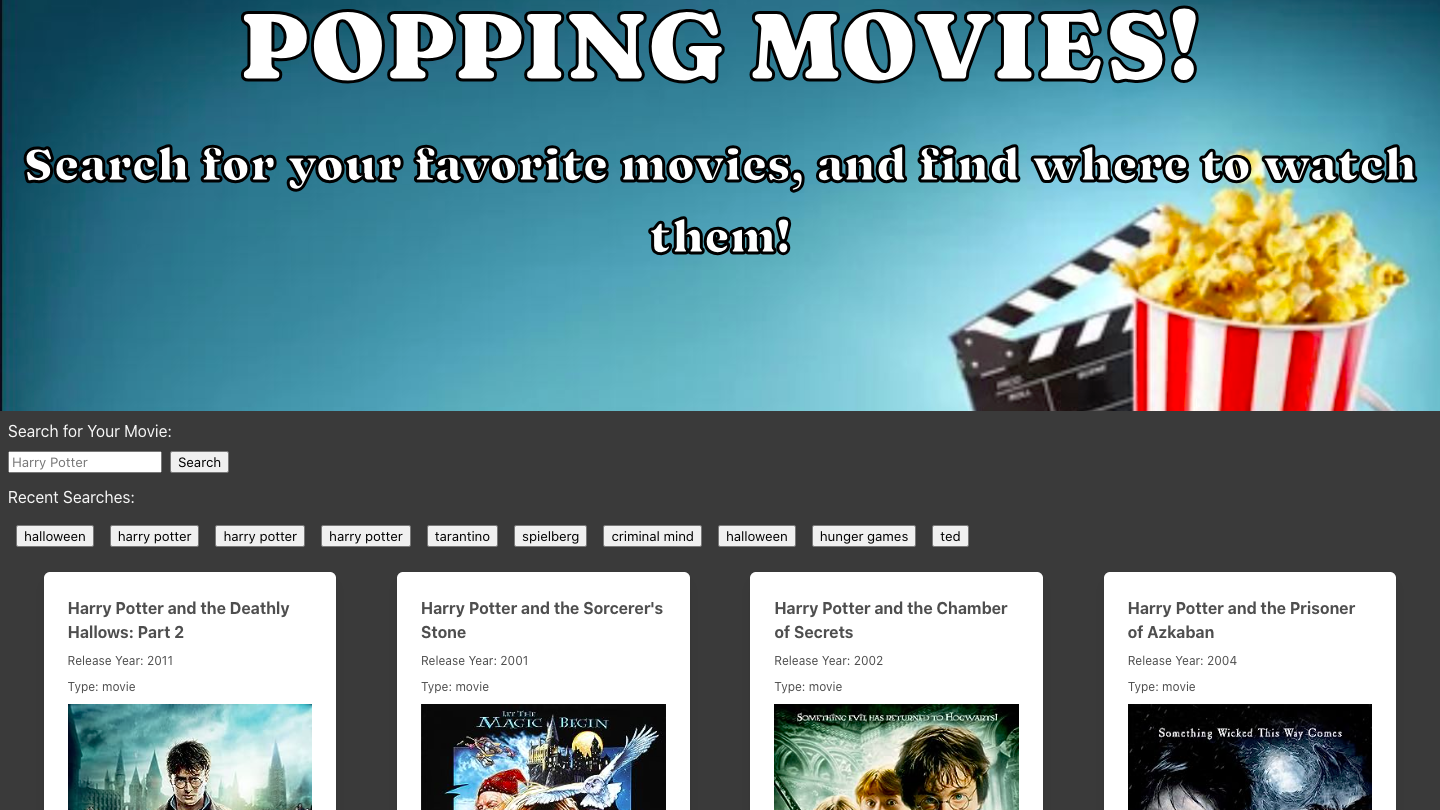 POPPING MOVIES!
Search for your favorite movies, and find where to watch
them!
Search for Your Movie:
Harry Potter Search
Recent Searches:
halloween harry potter harry potter harry potter tarantino spielberg criminal mind halloween hunger games ted
Harry Potter and the Deathly
Hallows: Part 2
Release Year: 2011
Type: movie
Harry Potter and the Sorcerer's
Stone
Release Year: 2001
Type: movie
LET THE
MAGIC BEGIN
Harry Potter and the Chamber
of Secrets
Release Year: 2002
Type: movie
SOMETHING EVIL HAS RETURNED TO HOGWARTS!
Harry Potter and the Prisoner
of Azkaban
Release Year: 2004
Type: movie
Something Wicked This Way Comes